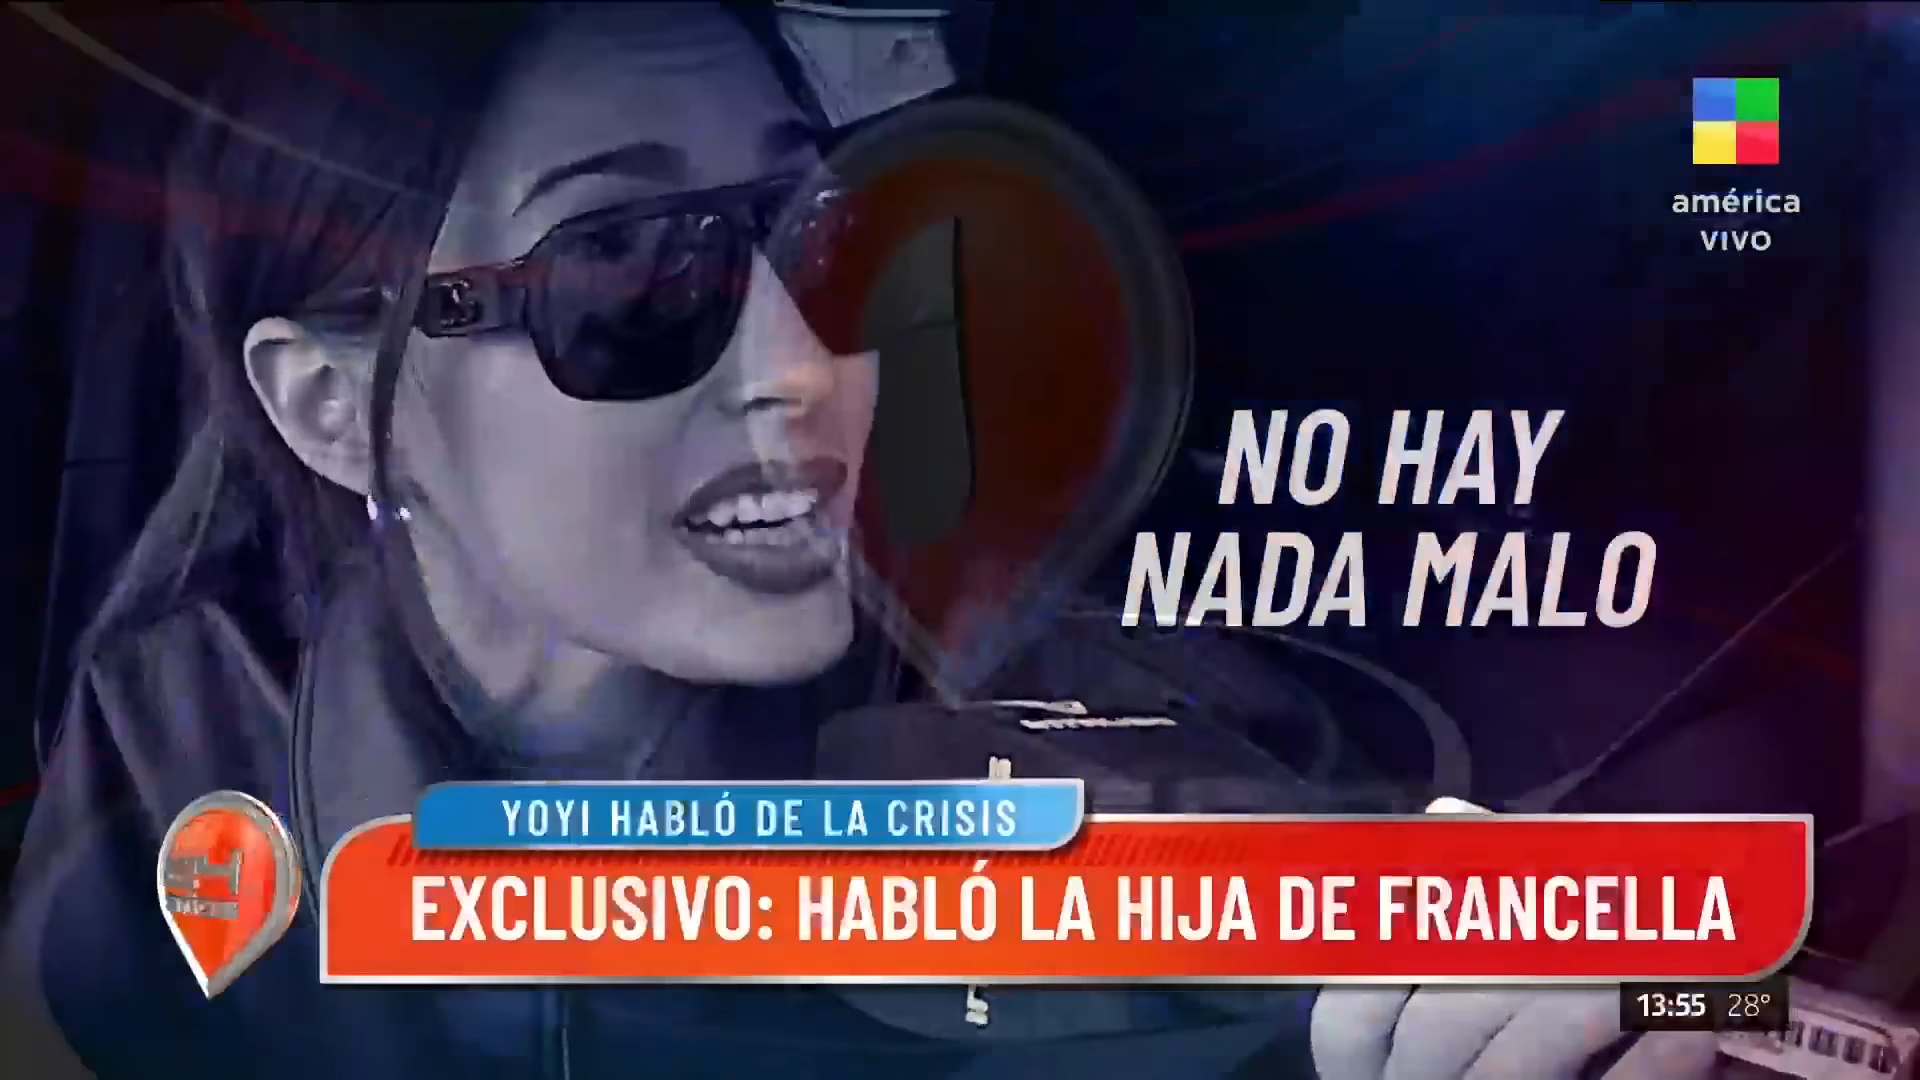 américa
VIVO
NO HAY
NADA MALO
YOYI HABLÓ DE LA CRISIS
EXCLUSIVO: HABLÓ LA HIJA DE FRANCELLA
13:55 28°